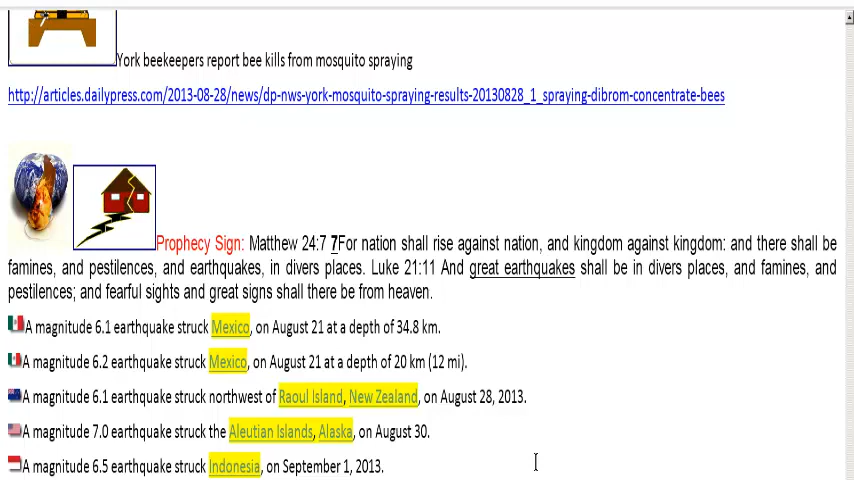 York beekeepers report bee kills from mosquito spraying
http://articles.dailypress.com/2013-08-28/news/dp-nws-york-mosquito-spraying-results-20130828_1_spraying-dibrom-concentrate-bees
Prophecy Sign: Matthew 24:7 7For nation shall rise against nation, and kingdom against kingdom: and there shall be
famines, and pestilences, and earthquakes, in divers places. Luke 21:11 And great earthquakes shall be in divers places, and famines, and
pestilences; and fearful sights and great signs shall there be from heaven.
A magnitude 6.1 earthquake struck Mexico, on August 21 at a depth of 34.8 km.
A magnitude 6.2 earthquake struck Mexico, on August 21 at a depth of 20 km (12 mi).
A magnitude 6.1 earthquake struck northwest of Raoul Island, New Zealand, on August 28, 2013.
A magnitude 7.0 earthquake struck the Aleutian Islands, Alaska, on August 30.
A magnitude 6.5 earthquake struck Indonesia, on September 1, 2013.